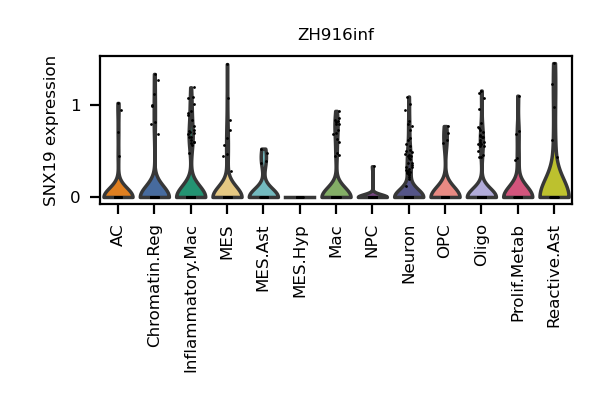 ZH916inf
SNX19 expression
1
0
AC
Chromatin.Reg
Inflammatory.Mac
MES
MES.Ast
MES.Hyp
Mac
NPC
Neuron
OPC
Oligo
Prolif.Metab
Reactive.Ast